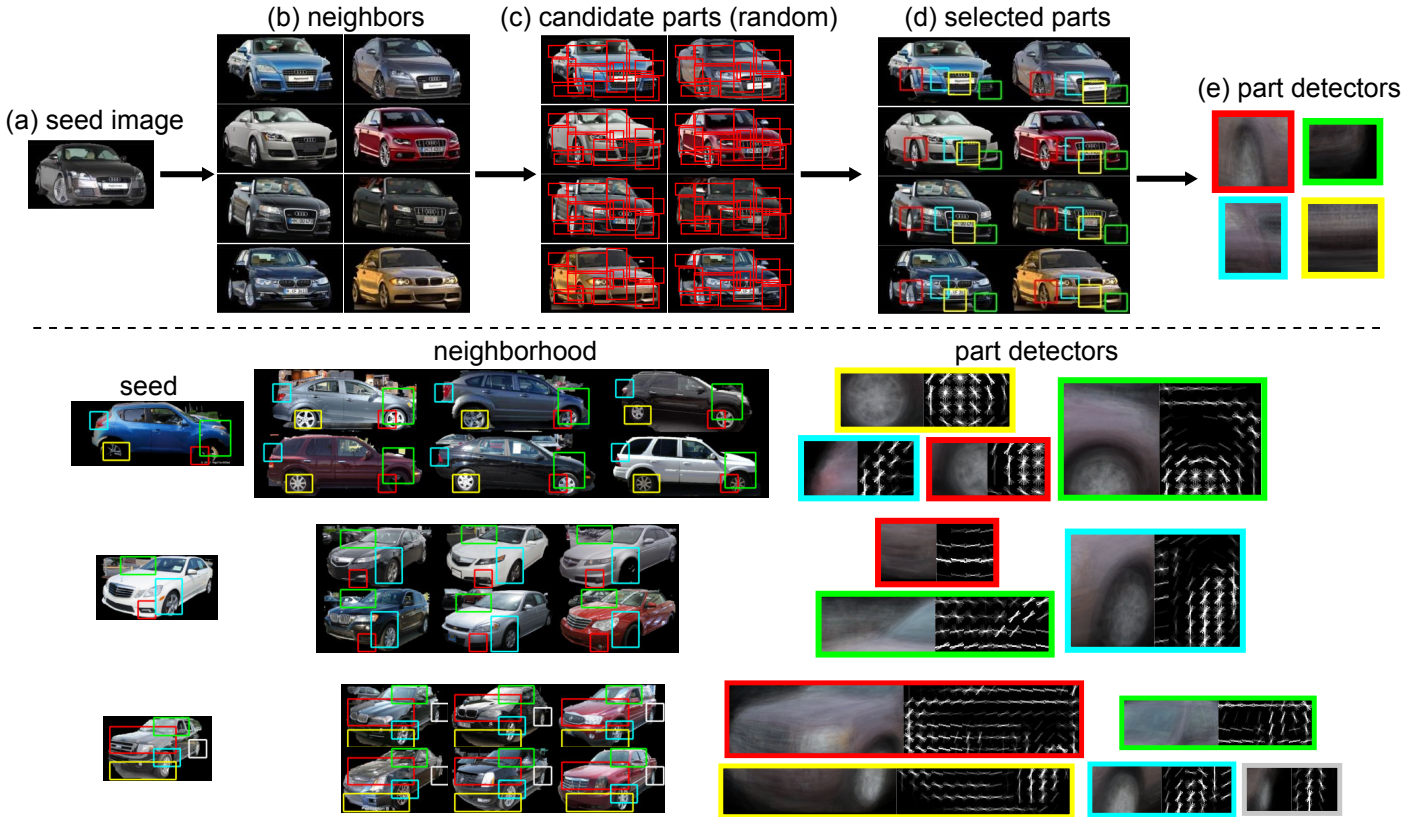 (b) neighbors
(c) candidate parts (random)
(d) selected parts
(e) part detectors
(a) seed image
neighborhood
part detectors
seed